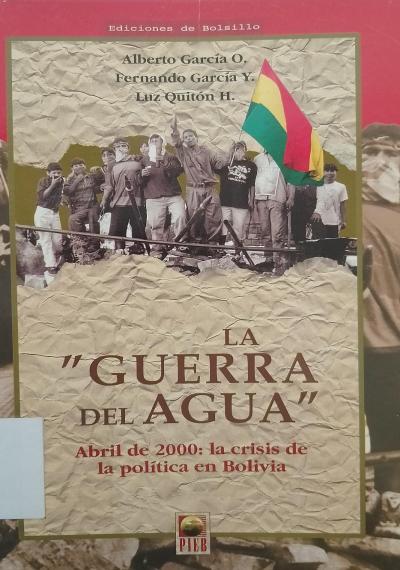 Ediciones de Bolsillo
Alberto García O.
Fernando García Y.
Luz Quitón H.
LA
"GUERRA
DEL AGUA"
Abril de 2000: la crisis de
la política en Bolivia
PIEB